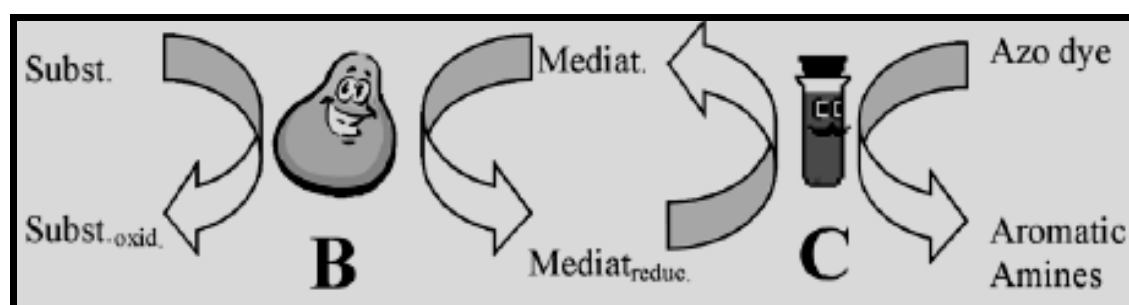 Subst.
Mediat.
Azo dye
Subst..oxid.
B
Mediatreduc.
C
Aromatic
Amines